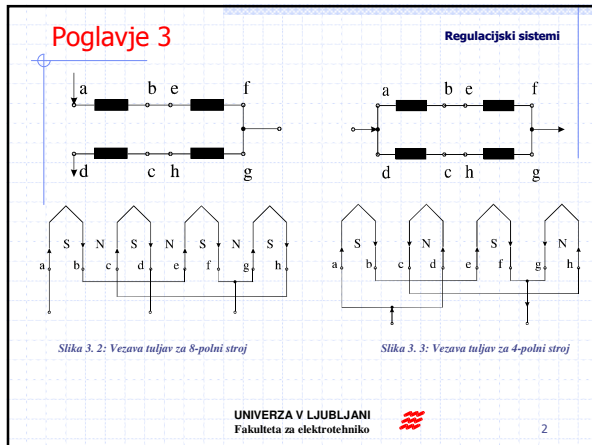 Poglavje 3
Regulacijski sistemi
a b e f
d c h g
a b e f
d c h g
S N S N S N S
a b c d e f g h
S N S N
a b c d e f g h
Slika 3. 2: Vezava tuljav za 8-polni stroj
Slika 3. 3: Vezava tuljav za 4-polni stroj
UNIVERZA V LJUBLJANI
Fakulteta za elektrotehniko
2